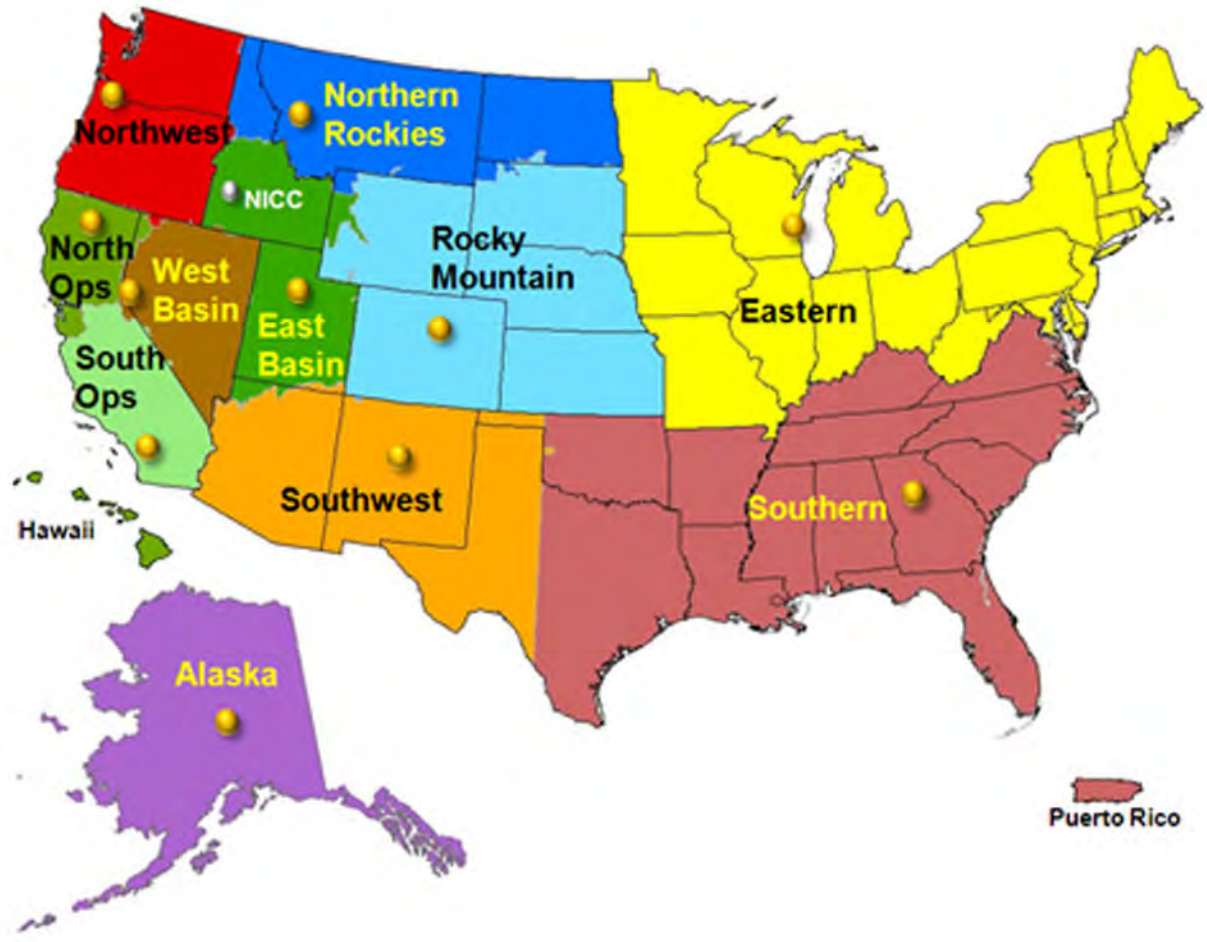 Northern
Rockies
Northwest
NICC
North
Ops
West
Basin
Rocky
Mountain
Eastern
East
Basin
South
Ops
Southwest
Southern
Hawaii
Alaska
Puerto Rico